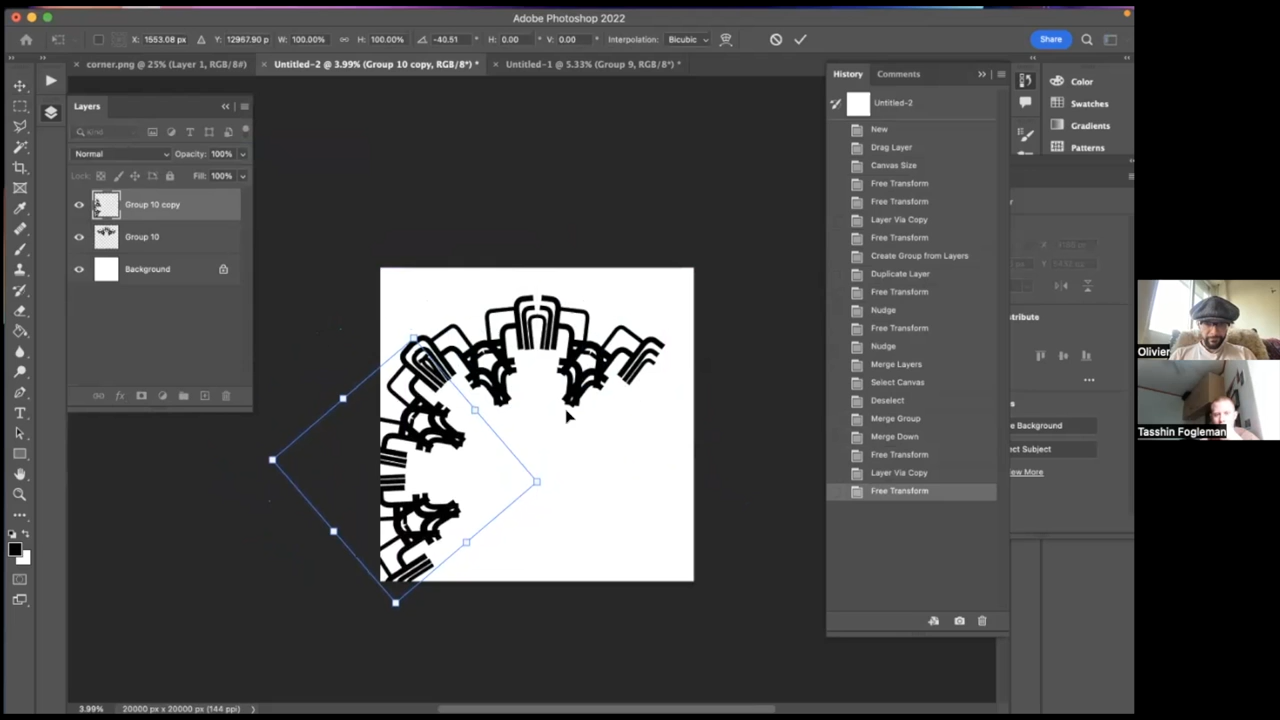 Adobe Photoshop 2022
X: 1553.08 px Y: 12967.90 p W: 100.00% H: 100.00% -40.51 ° H: 0.00 ° V: 0.00 ° Interpolation: Bicubic Share
× corner.png @ 25% (Layer 1, RGB/8#) × Untitled-2 @ 3.99% (Group 10 copy, RGB/8*) * × Untitled-1 @ 5.33% (Group 9, RGB/8*) *
Layers
Kind
Normal Opacity: 100%
Lock: Fill: 100%
Group 10 copy
Group 10
Background
History Comments
Untitled-2
New
Drag Layer
Canvas Size
Free Transform
Free Transform
Layer Via Copy
Free Transform
Create Group from Layers
Duplicate Layer
Free Transform
Nudge
Free Transform
Nudge
Merge Layers
Select Canvas
Deselect
Merge Group
Merge Down
Free Transform
Layer Via Copy
Free Transform
Color
Swatches
Gradients
Patterns
distribute
e Background
ct Subject
ew More
Olivier
Tasshin Fogleman
3.99% 20000 px x 20000 px (144 ppi)